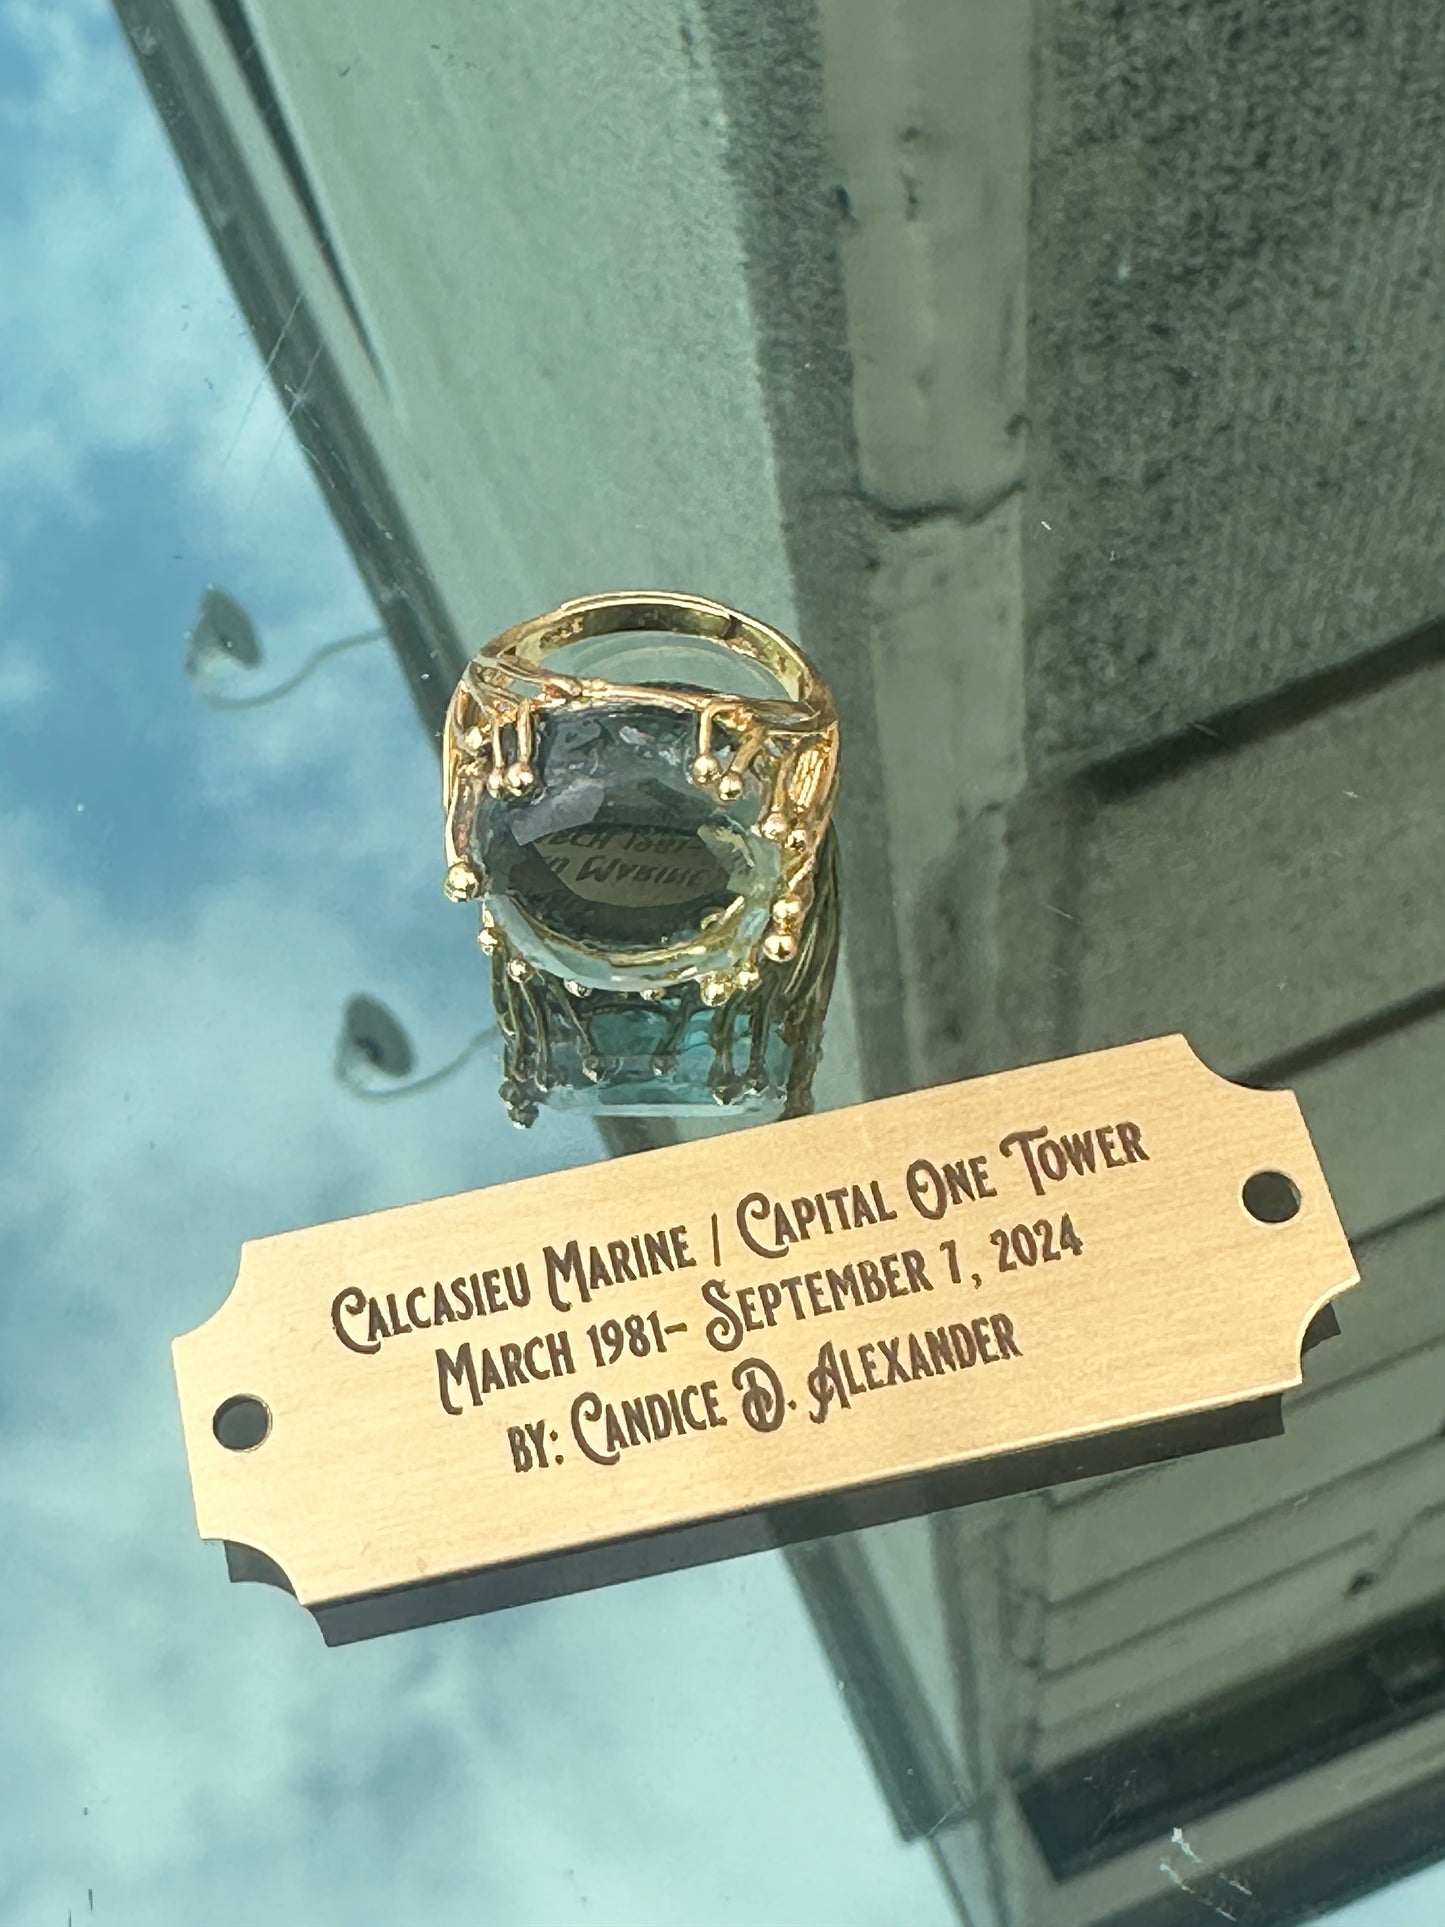 Calcasieu Marine / Capital One Tower
March 1981- September 7, 2024
by: Candice D. Alexander